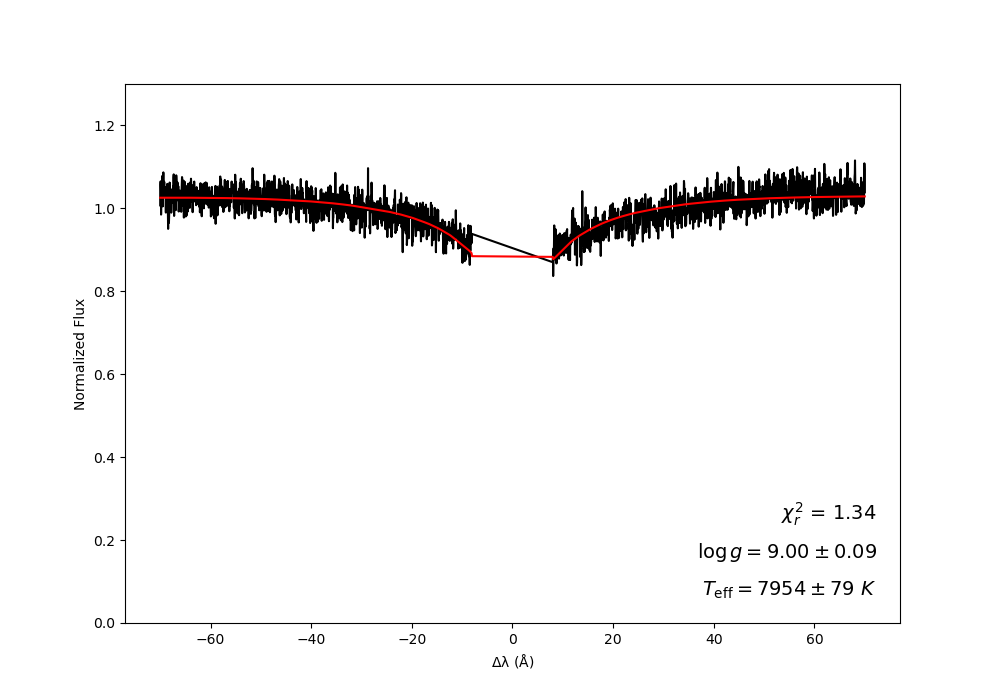 1.2
1.0
0.8
0.6
0.4
0.2
0.0
Normalized Flux
χ²ᵣ = 1.34
log g = 9.00 ± 0.09
T_eff = 7954 ± 79 K
−60 −40 −20 0 20 40 60
Δλ (Å)